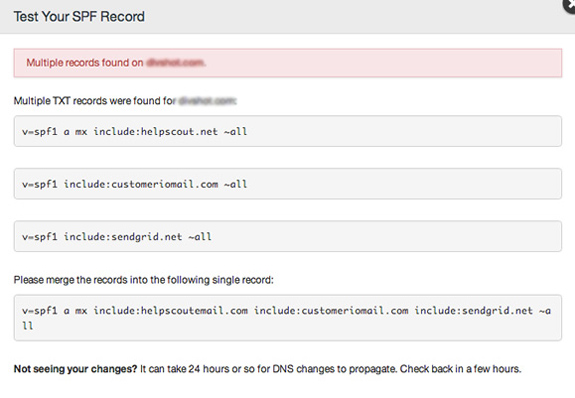 Test Your SPF Record
Multiple records found on
Multiple TXT records were found for
v=spf1 a mx include:helpscout.net ~all
v=spf1 include:customeriomail.com ~all
v=spf1 include:sendgrid.net ~all
Please merge the records into the following single record:
v=spf1 a mx include:helpscoutemail.com include:customeriomail.com include:sendgrid.net ~a
ll
Not seeing your changes? It can take 24 hours or so for DNS changes to propagate. Check back in a few hours.